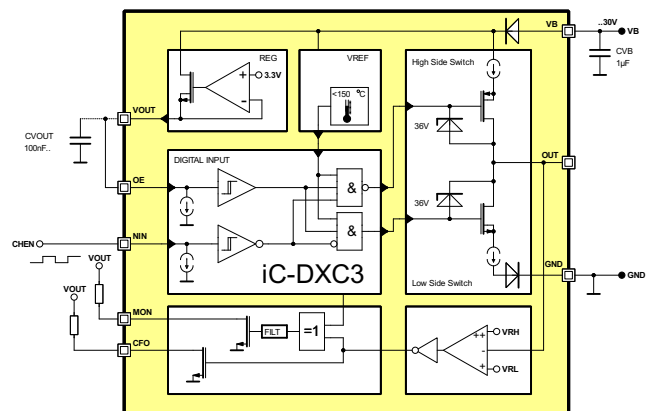 VB
..30V
VB
CVB
1µF
REG
3.3V
+
-
VREF
<150 °C
High Side Switch
36V
VOUT
CVOUT
100nF..
DIGITAL INPUT
OE
&
OUT
36V
NIN
&
CHEN
iC-DXC3
VOUT
GND
GND
Low Side Switch
VOUT
MON
FILT
=1
++
VRH
-
CFO
+
VRL